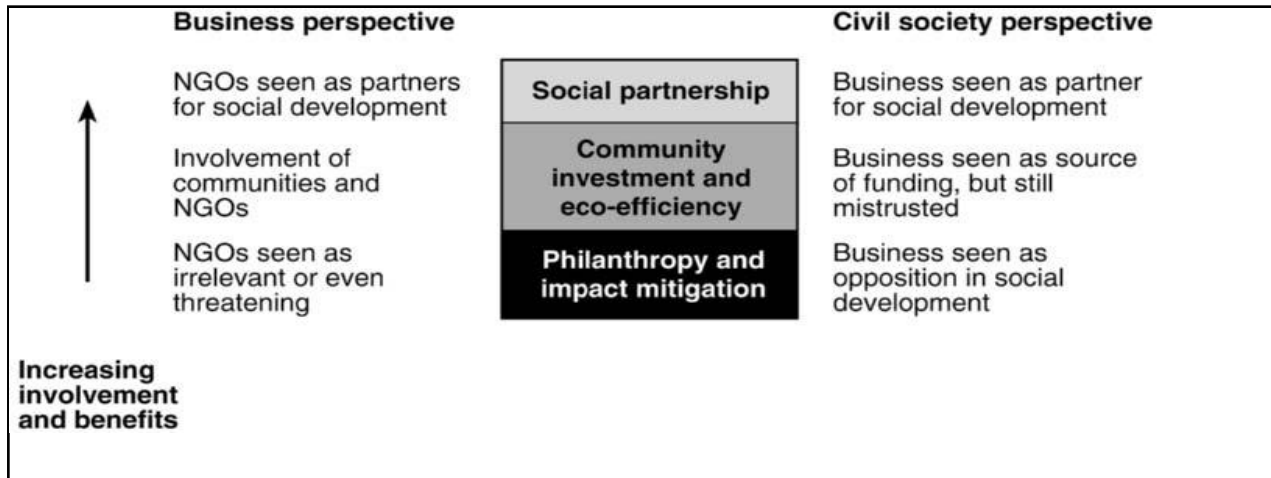 Business perspective
Civil society perspective
NGOs seen as partners
for social development
Social partnership
Business seen as partner
for social development
Involvement of
communities and
NGOs
Community
investment and
eco-efficiency
Business seen as source
of funding, but still
mistrusted
NGOs seen as
irrelevant or even
threatening
Philanthropy and
impact mitigation
Business seen as
opposition in social
development
Increasing
involvement
and benefits